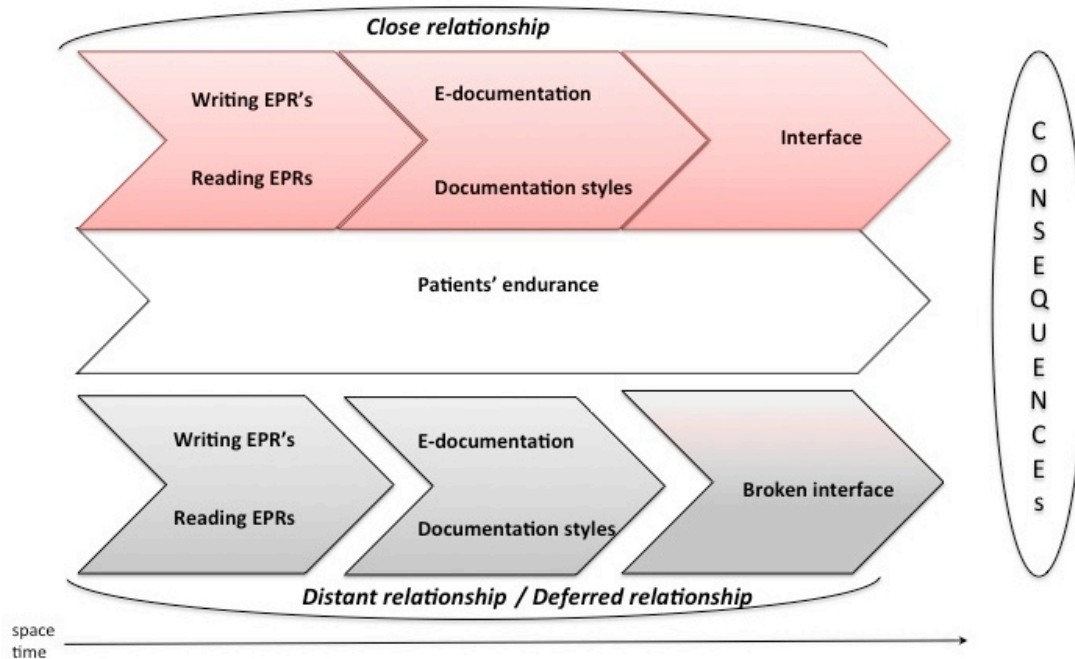 Close relationship
Writing EPR's
E-documentation
Interface
Reading EPRs
Documentation styles
Patients' endurance
Writing EPR's
E-documentation
Broken interface
Reading EPRs
Documentation styles
Distant relationship / Deferred relationship
space
time
C
O
N
S
E
Q
U
E
N
C
E
s